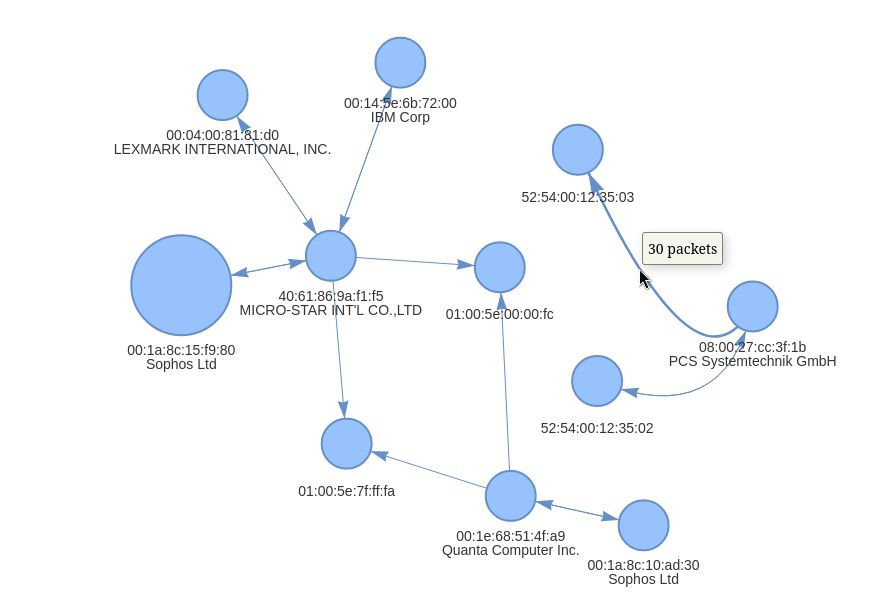 00:14:5e:6b:72:00
IBM Corp
00:04:00:81:81:d0
LEXMARK INTERNATIONAL, INC.
52:54:00:12:35:03
30 packets
40:61:86:9a:f1:f5
MICRO-STAR INT'L CO.,LTD
01:00:5e:00:00:fc
00:1a:8c:15:f9:80
Sophos Ltd
08:00:27:cc:3f:1b
PCS Systemtechnik GmbH
52:54:00:12:35:02
01:00:5e:7f:ff:fa
00:1e:68:51:4f:a9
Quanta Computer Inc.
00:1a:8c:10:ad:30
Sophos Ltd